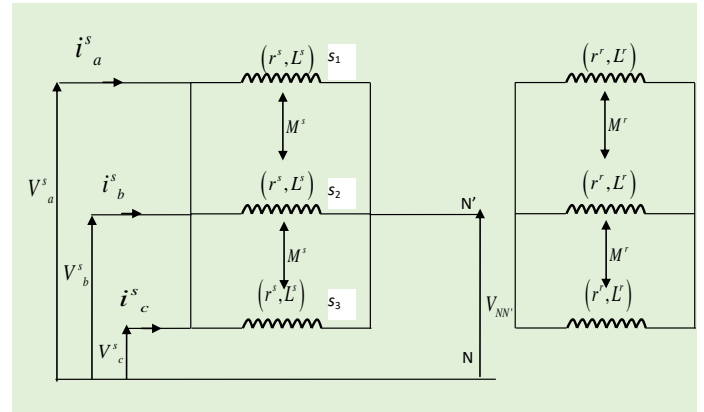 i^s_a
(r^s, L^s) s₁
(r^r, L^r)
M^s
M^r
V^s_a
i^s_b
(r^s, L^s) s₂
(r^r, L^r)
N'
V^s_b
M^s
M^r
i^s_c
(r^s, L^s) s₃
(r^r, L^r)
V^s_c
V_NN'
N